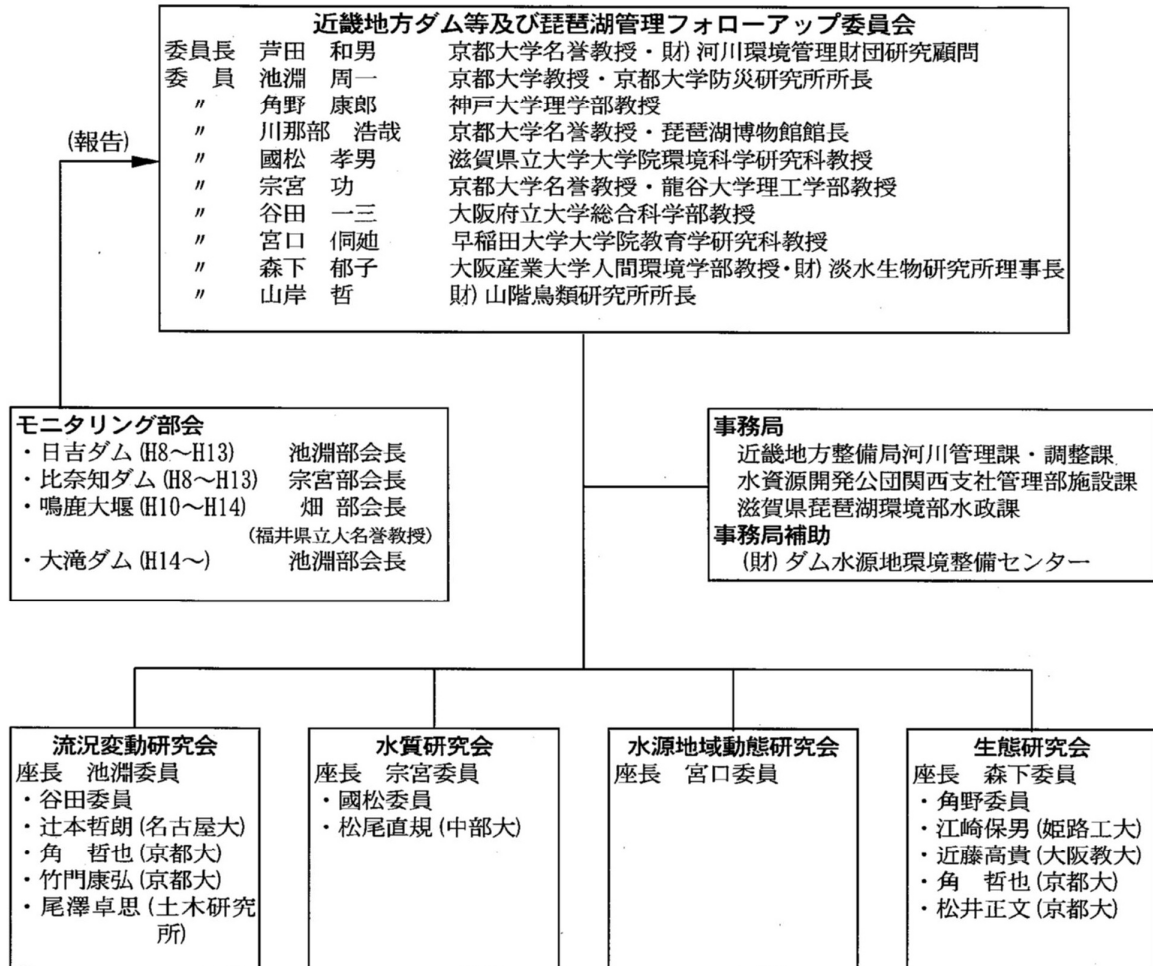 近畿地方ダム等及び琵琶湖管理フォローアップ委員会
委員長 芦田 和男 京都大学名誉教授・財) 河川環境管理財団研究顧問
委 員 池淵 周一 京都大学教授・京都大学防災研究所所長
〃 角野 康郎 神戸大学理学部教授
〃 川那部 浩哉 京都大学名誉教授・琵琶湖博物館館長
〃 國松 孝男 滋賀県立大学大学院環境科学研究科教授
〃 宗宮 功 京都大学名誉教授・龍谷大学理工学部教授
〃 谷田 一三 大阪府立大学総合科学部教授
〃 宮口 侗廸 早稲田大学大学院教育学研究科教授
〃 森下 郁子 大阪産業大学人間環境学部教授・財) 淡水生物研究所理事長
〃 山岸 哲 財) 山階鳥類研究所所長
(報告)
モニタリング部会
・日吉ダム (H8～H13) 池淵部会長
・比奈知ダム (H8～H13) 宗宮部会長
・鳴鹿大堰 (H10～H14) 畑 部会長
(福井県立人名誉教授)
・大滝ダム (H14～) 池淵部会長
事務局
近畿地方整備局河川管理課・調整課
水資源開発公団関西支社管理部施設課
滋賀県琵琶湖環境部水政課
事務局補助
(財) ダム水源地環境整備センター
流況変動研究会
座長 池淵委員
・谷田委員
・辻本哲朗 (名古屋大)
・角 哲也 (京都大)
・竹門康弘 (京都大)
・尾澤卓思 (土木研究
所)
水質研究会
座長 宗宮委員
・國松委員
・松尾直規 (中部大)
水源地域動態研究会
座長 宮口委員
生態研究会
座長 森下委員
・角野委員
・江崎保男 (姫路工大)
・近藤高貴 (大阪教大)
・角 哲也 (京都大)
・松井正文 (京都大)